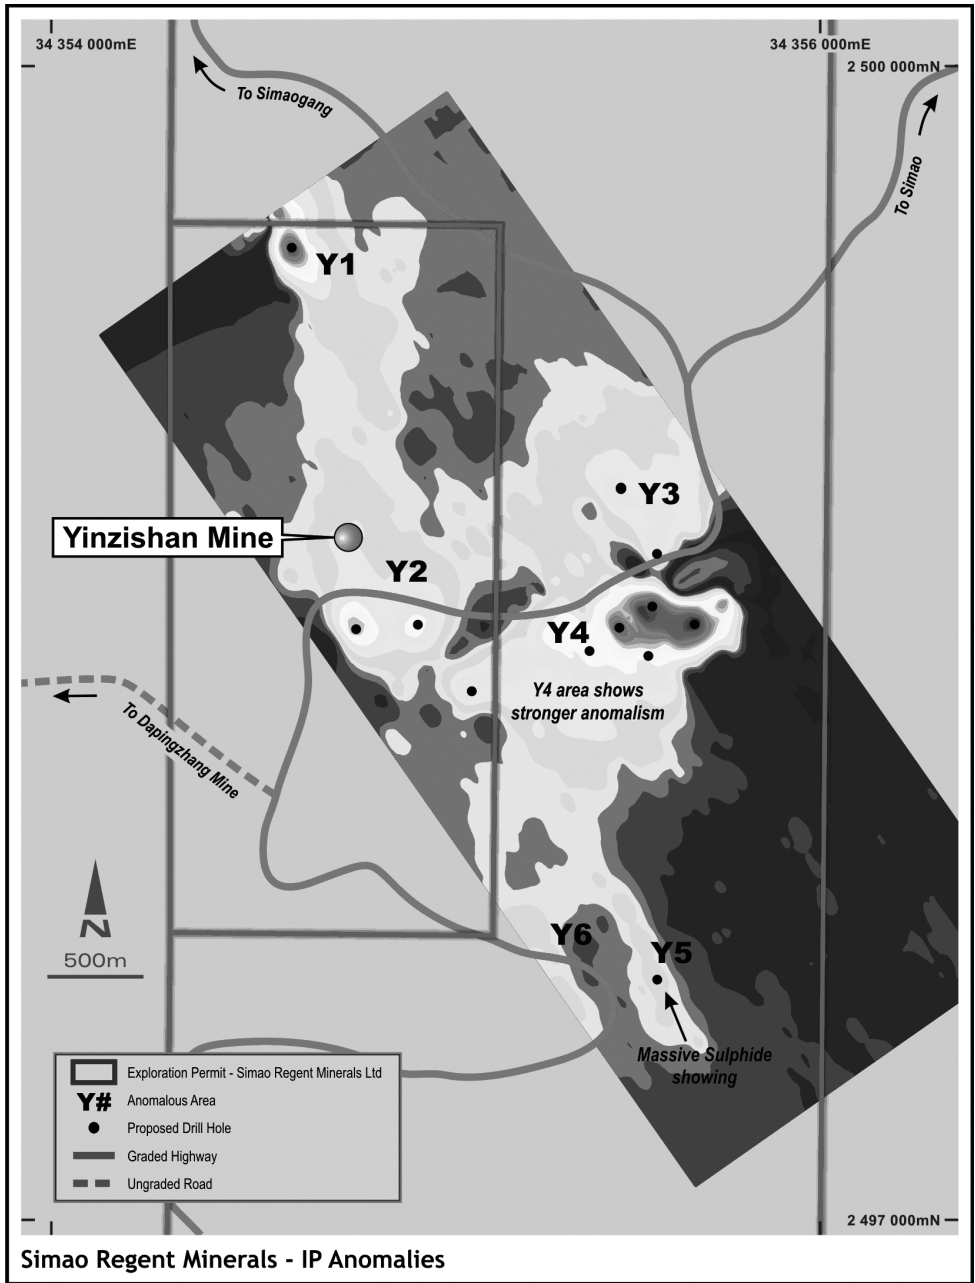 34 354 000mE
34 356 000mE
2 500 000mN
To Simaogang
To Simao
Y1
Y3
Yinzishan Mine
Y2
Y4
Y4 area shows
stronger anomalism
To Dapingzhang Mine
N
500m
Y6
Y5
Massive Sulphide
showing
Exploration Permit - Simao Regent Minerals Ltd
Y# Anomalous Area
Proposed Drill Hole
Graded Highway
Ungraded Road
2 497 000mN
Simao Regent Minerals - IP Anomalies